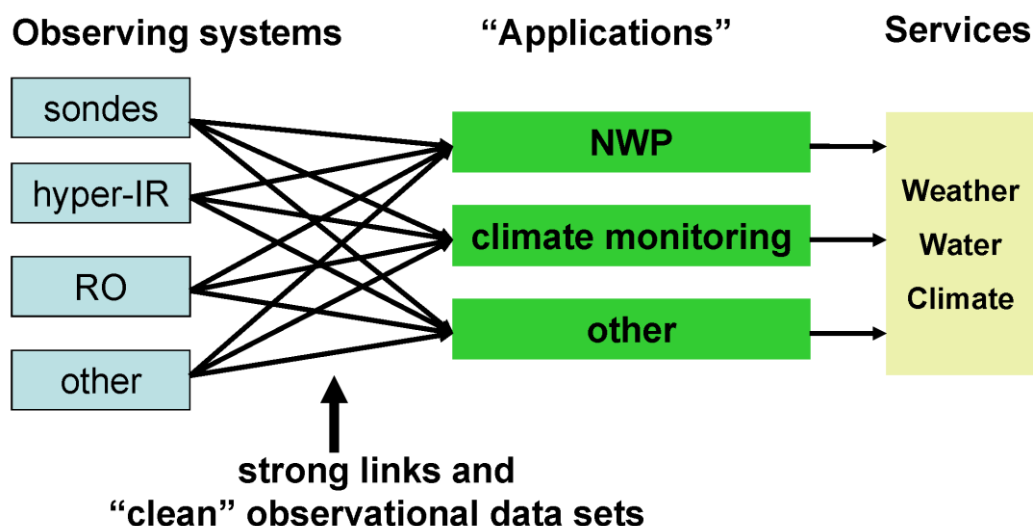 Observing systems
“Applications”
Services
sondes
hyper-IR
RO
other
NWP
climate monitoring
other
Weather
Water
Climate
strong links and
“clean” observational data sets